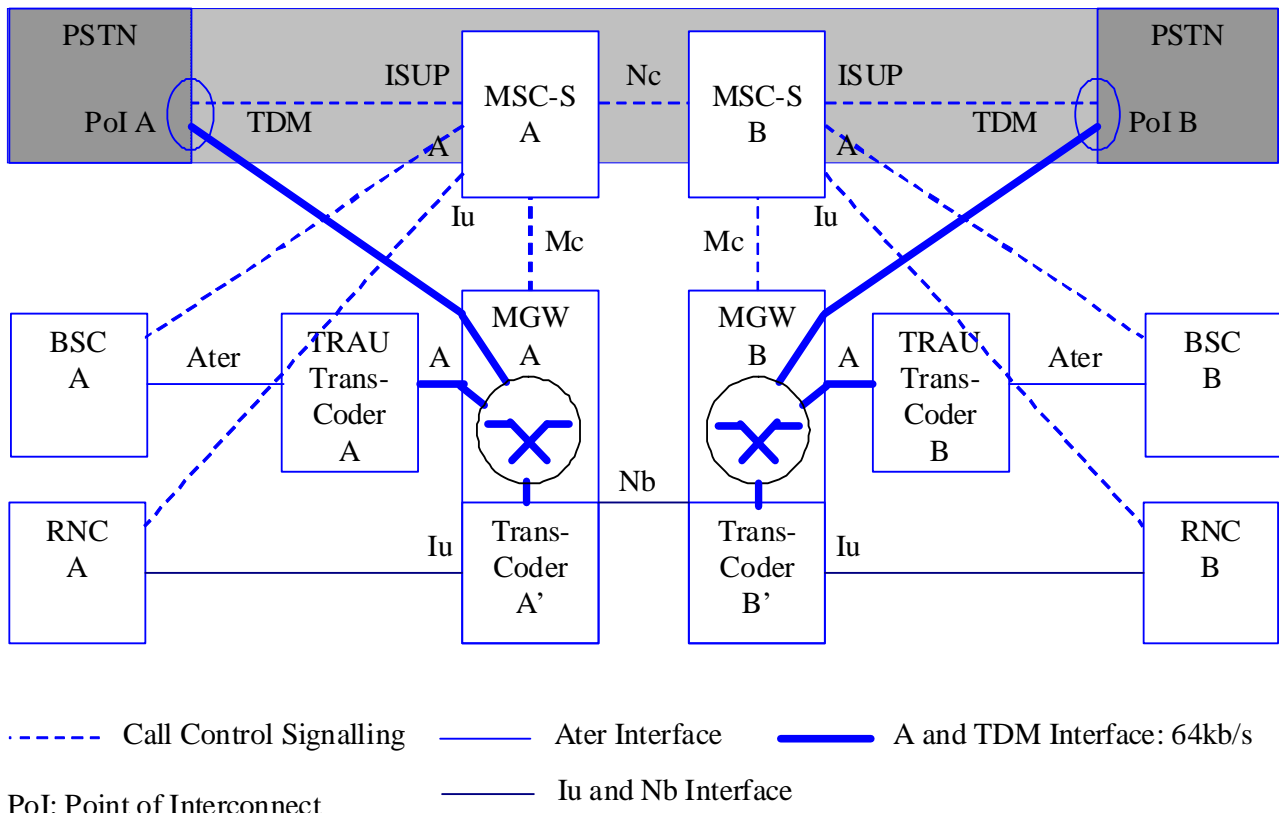 PSTN
PSTN
ISUP
MSC-S
A
Nc
MSC-S
B
ISUP
PoI A
TDM
TDM
PoI B
A
A
Iu
Iu
Mc
Mc
BSC
A
Ater
TRAU
Trans-
Coder
A
A
MGW
A
MGW
B
A
TRAU
Trans-
Coder
B
Ater
BSC
B
Nb
RNC
A
Iu
Trans-
Coder
A’
Trans-
Coder
B’
Iu
RNC
B
Call Control Signalling
Ater Interface
A and TDM Interface: 64kb/s
PoI: Point of Interconnect
Iu and Nb Interface